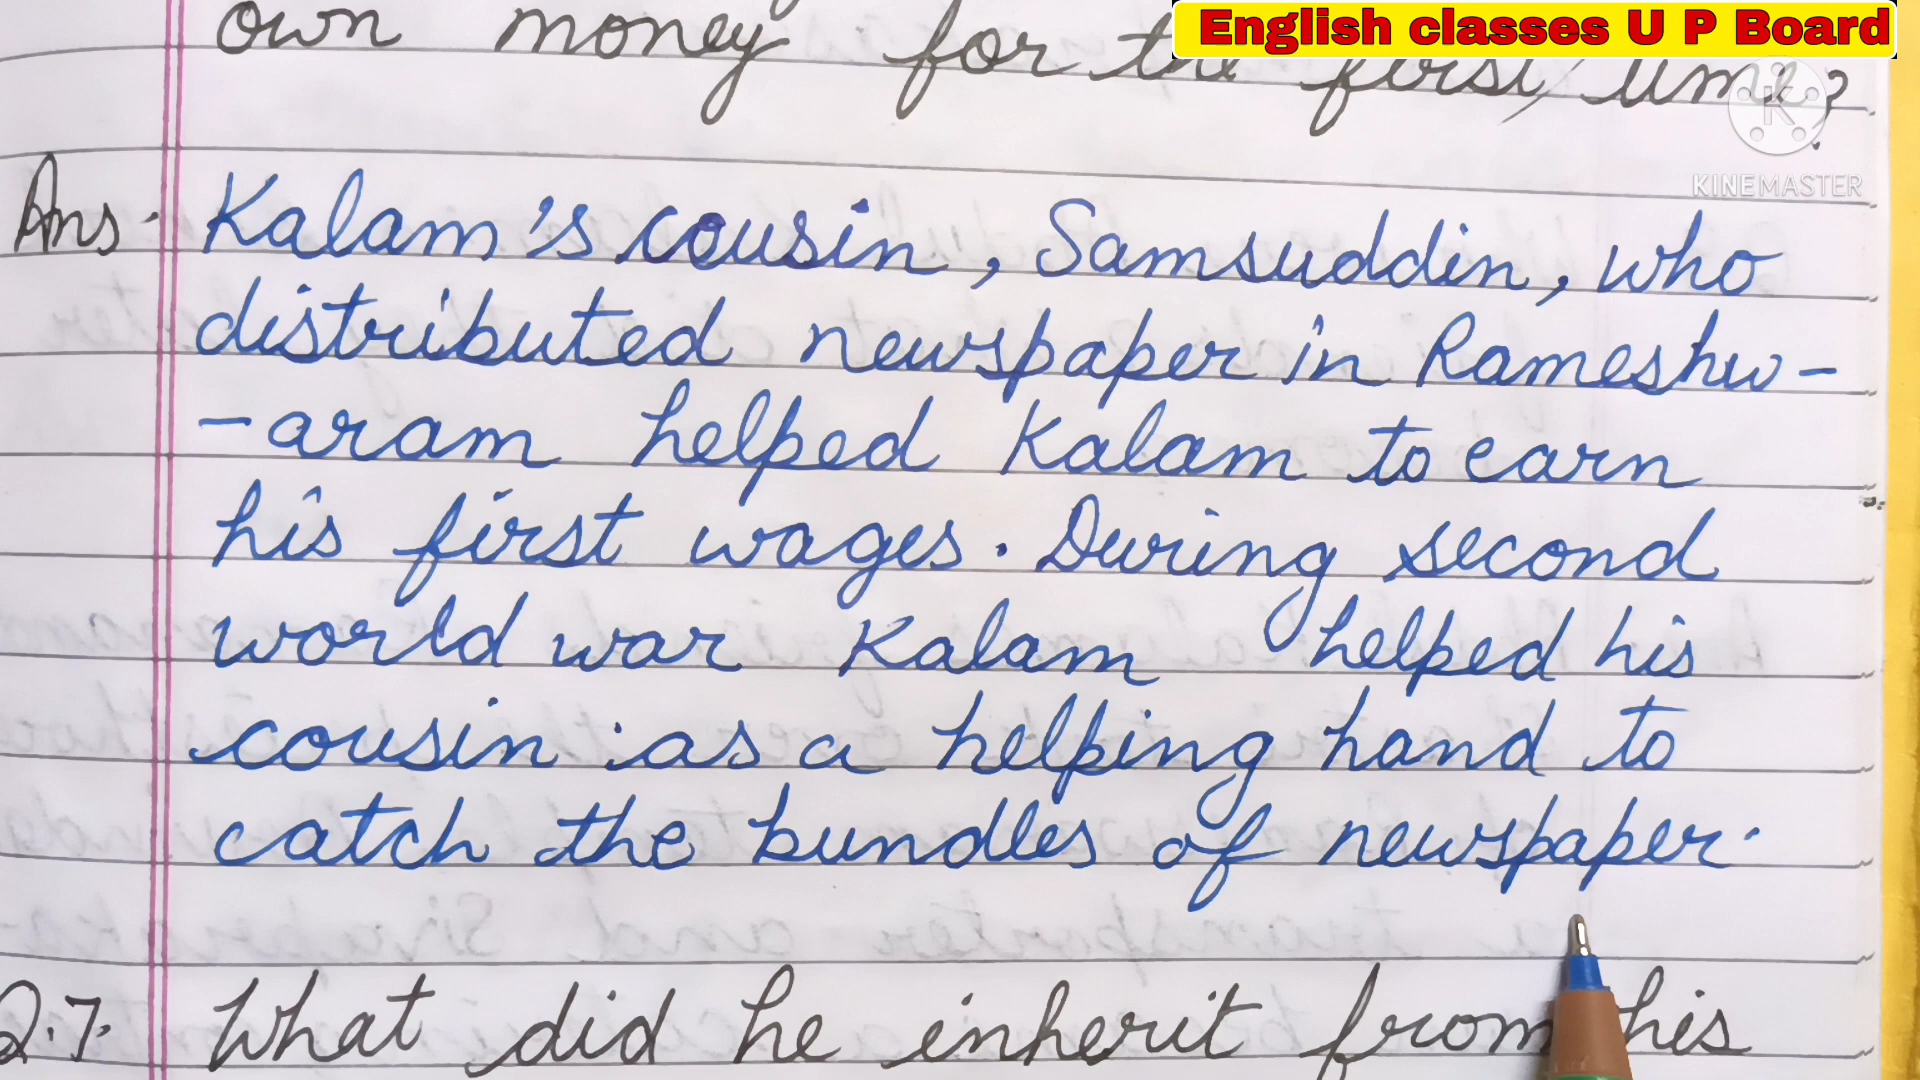 English classes U P Board
own money for the first time?
KINEMASTER
Ans. Kalam's cousin, Samsuddin, who
distributed newspaper in Rameshw-
-aram helped Kalam to earn
his first wages. During second
world war Kalam helped his
cousin as a helping hand to
catch the bundles of newspaper.
Q.7. What did he inherit from his